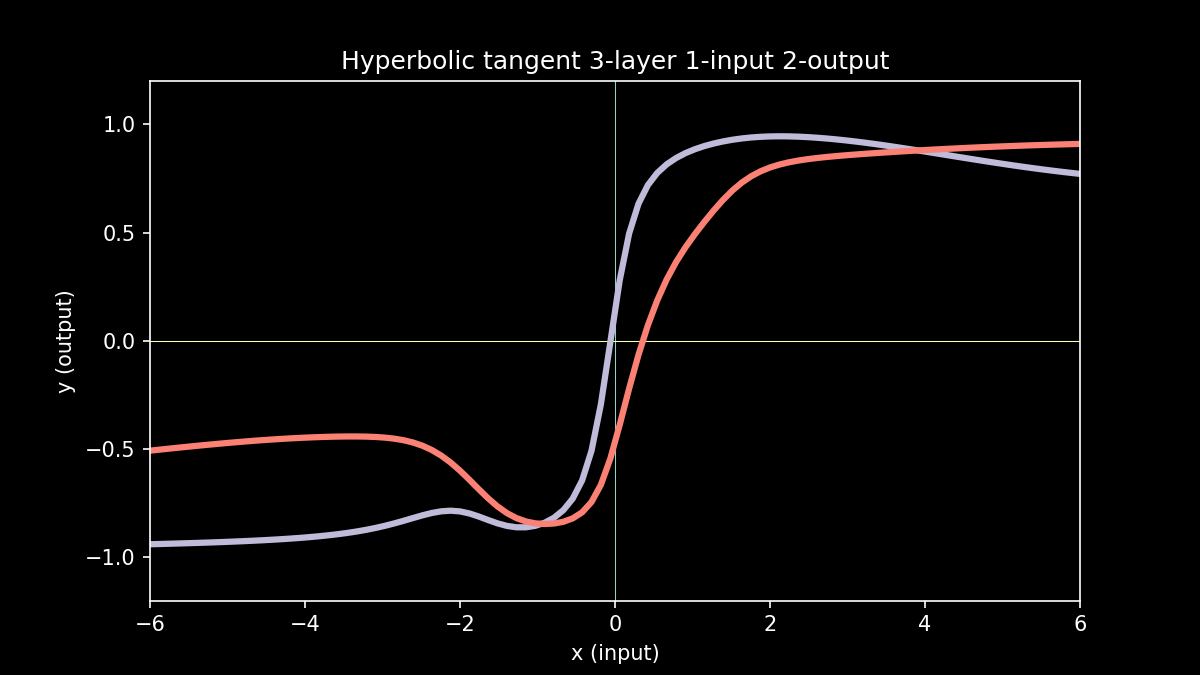 Hyperbolic tangent 3-layer 1-input 2-output
1.0
0.5
0.0
−0.5
−1.0
y (output)
−6 −4 −2 0 2 4 6
x (input)